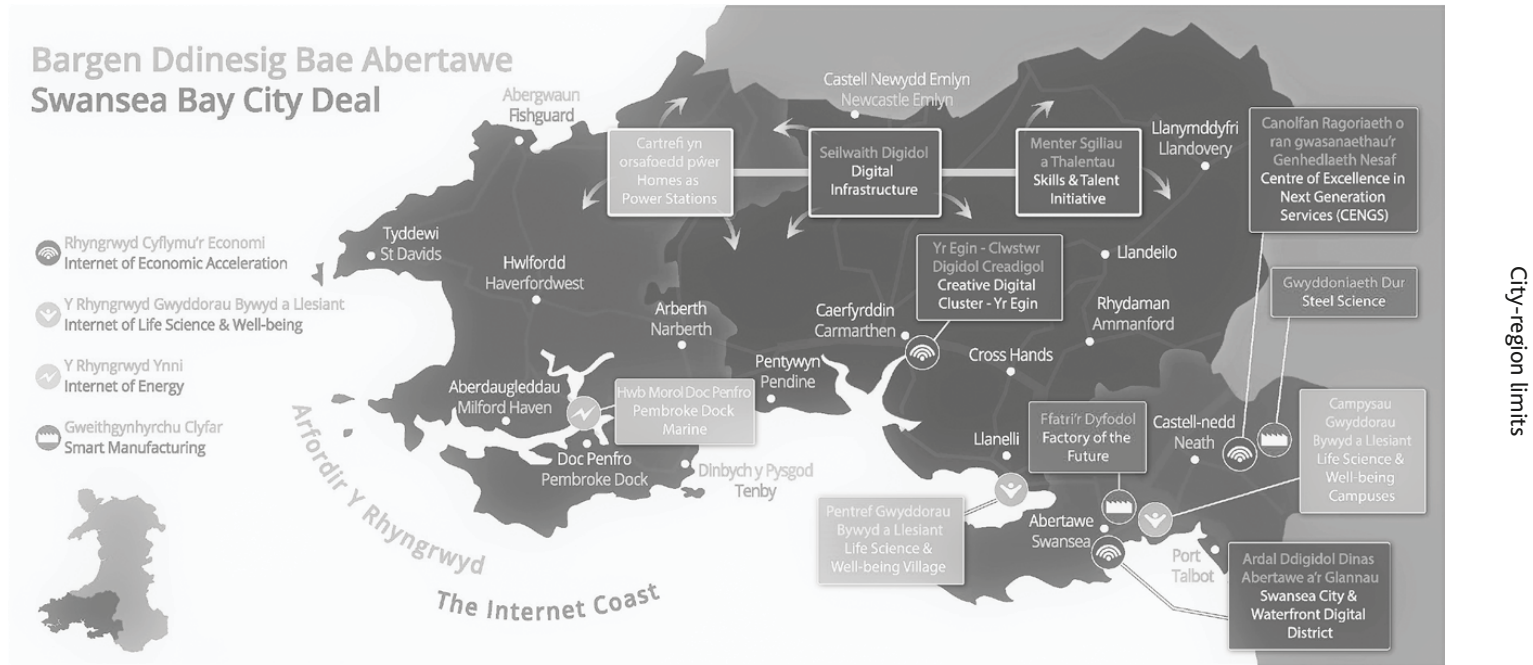 Bargen Ddinesig Bae Abertawe
Swansea Bay City Deal
Abergwaun
Fishguard
Castell Newydd Emlyn
Newcastle Emlyn
Cartrefi yn
orsafoedd pŵer
Homes as
Power Stations
Seilwaith Digidol
Digital
Infrastructure
Menter Sgiliau
a Thalentau
Skills & Talent
Initiative
Llanymddyfri
Llandovery
Canolfan Ragoriaeth o
ran gwasanaethau'r
Genhedlaeth Nesaf
Centre of Excellence in
Next Generation
Services (CENGS)
Rhyngrwyd Cyflymu'r Economi
Internet of Economic Acceleration
Y Rhyngrwyd Gwyddorau Bywyd a Llesiant
Internet of Life Science & Well-being
Y Rhyngrwyd Ynni
Internet of Energy
Gweithgynhyrchu Clyfar
Smart Manufacturing
Tyddewi
St Davids
Hwlfordd
Haverfordwest
Arberth
Narberth
Yr Egin - Clwstwr
Digidol Creadigol
Creative Digital
Cluster - Yr Egin
Llandeilo
Gwyddoniaeth Dur
Steel Science
Caerfyrddin
Carmarthen
Rhydaman
Ammanford
Cross Hands
Pentywyn
Pendine
Aberdaugleddau
Milford Haven
Hwb Morol Doc Penfro
Pembroke Dock
Marine
Doc Penfro
Pembroke Dock
Dinbych y Pysgod
Tenby
Llanelli
Ffatri'r Dyfodol
Factory of the
Future
Castell-nedd
Neath
Campysau
Gwyddorau
Bywyd a Llesiant
Life Science &
Well-being
Campuses
Pentref Gwyddorau
Bywyd a Llesiant
Life Science &
Well-being Village
Abertawe
Swansea
Port
Talbot
Ardal Ddigidol Dinas
Abertawe a'r Glannau
Swansea City &
Waterfront Digital
District
Arfordir Y Rhyngrwyd
The Internet Coast
City-region limits